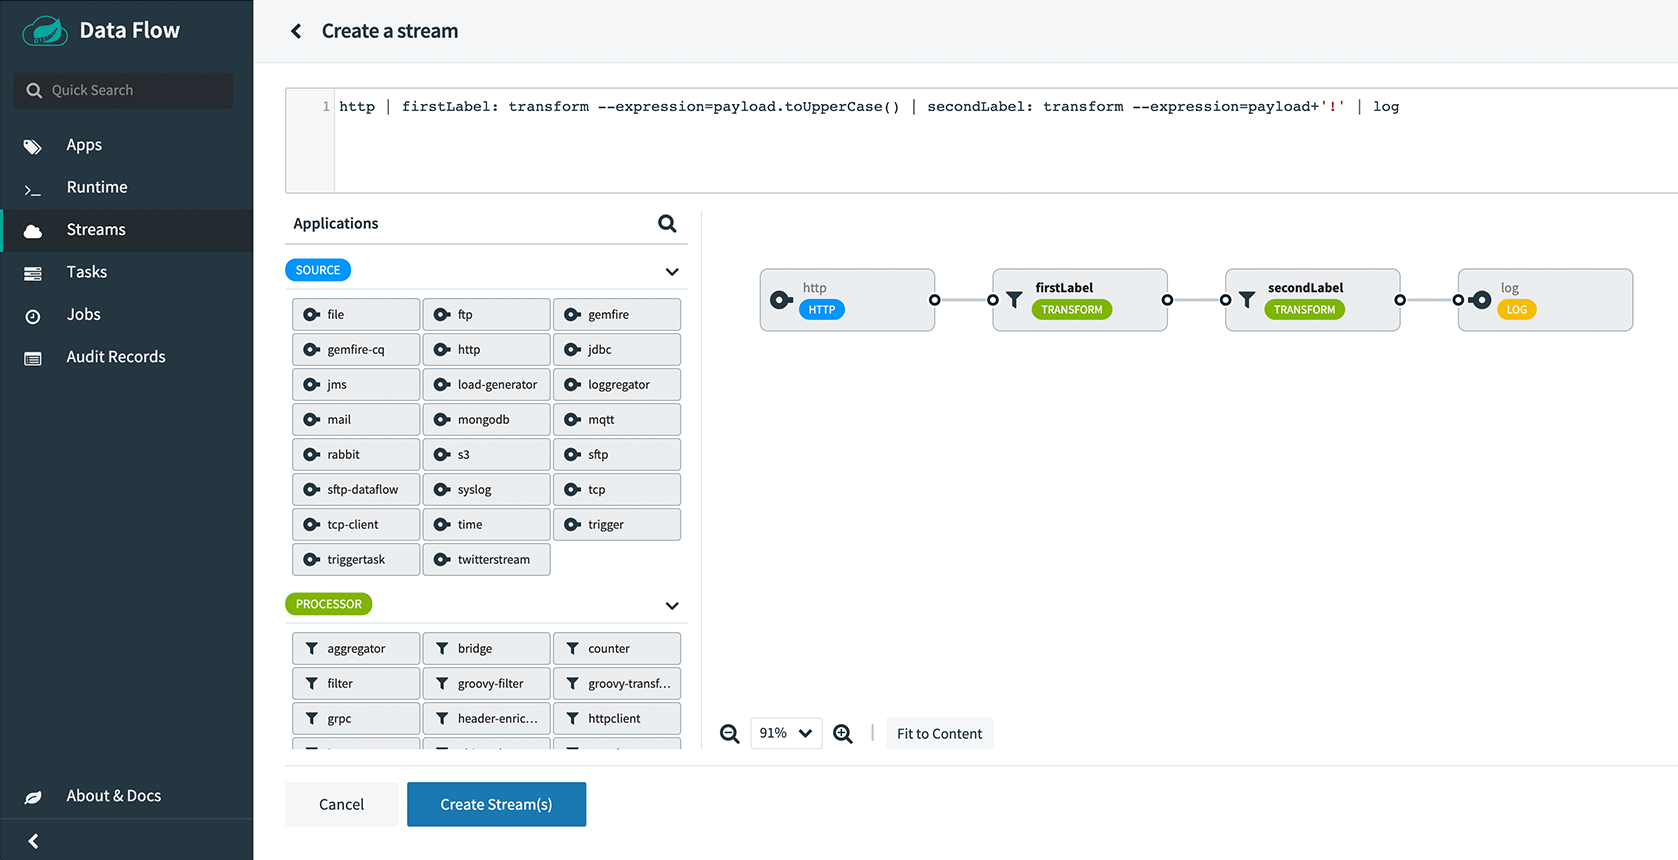 Data Flow
Quick Search
Apps
Runtime
Streams
Tasks
Jobs
Audit Records
About & Docs
Create a stream
1 http | firstLabel: transform --expression=payload.toUpperCase() | secondLabel: transform --expression=payload+'!' | log
Applications
SOURCE
file ftp gemfire
gemfire-cq http jdbc
jms load-generator loggregator
mail mongodb mqtt
rabbit s3 sftp
sftp-dataflow syslog tcp
tcp-client time trigger
triggertask twitterstream
PROCESSOR
aggregator bridge counter
filter groovy-filter groovy-transf...
grpc header-enric... httpclient
http firstLabel secondLabel log
HTTP TRANSFORM TRANSFORM LOG
91% Fit to Content
Cancel Create Stream(s)